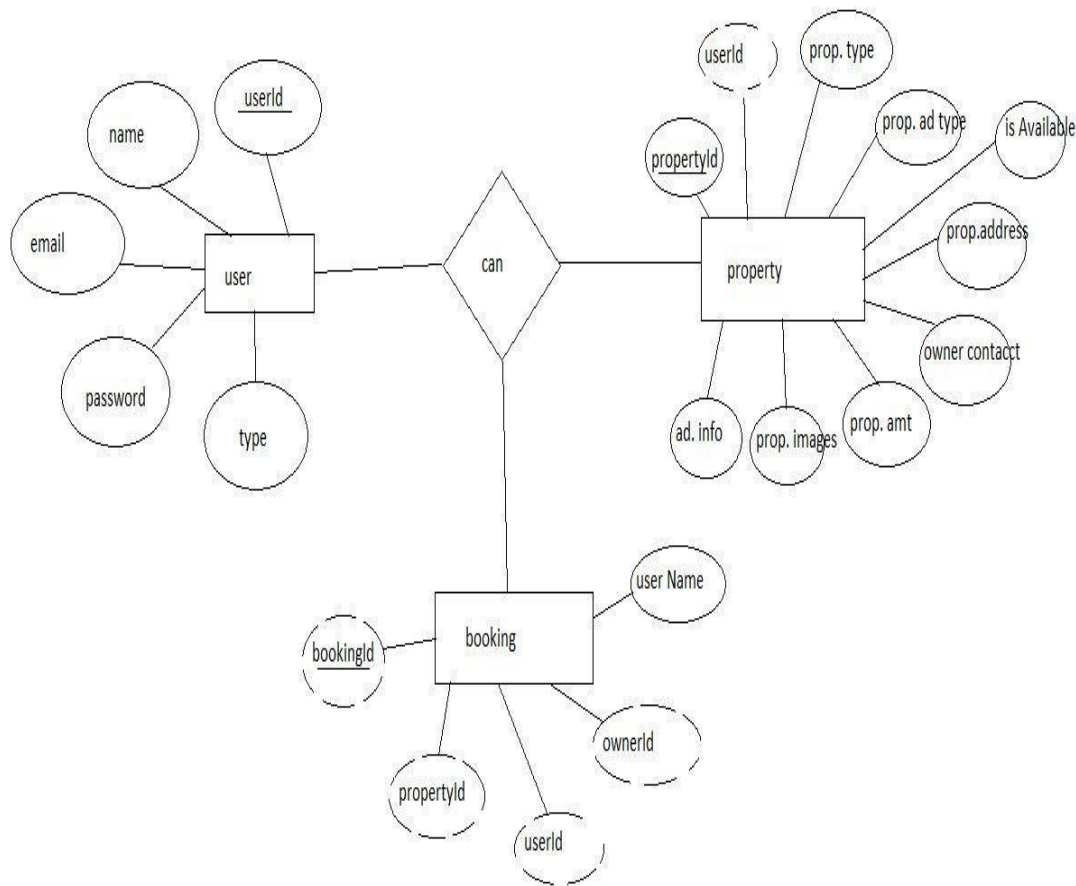 userId
prop. type
userId
name
prop. ad type
is Available
propertyId
email
prop.address
can
property
user
owner contacct
password
prop. amt
type
ad. info
prop. images
user Name
booking
bookingId
ownerId
propertyId
userId